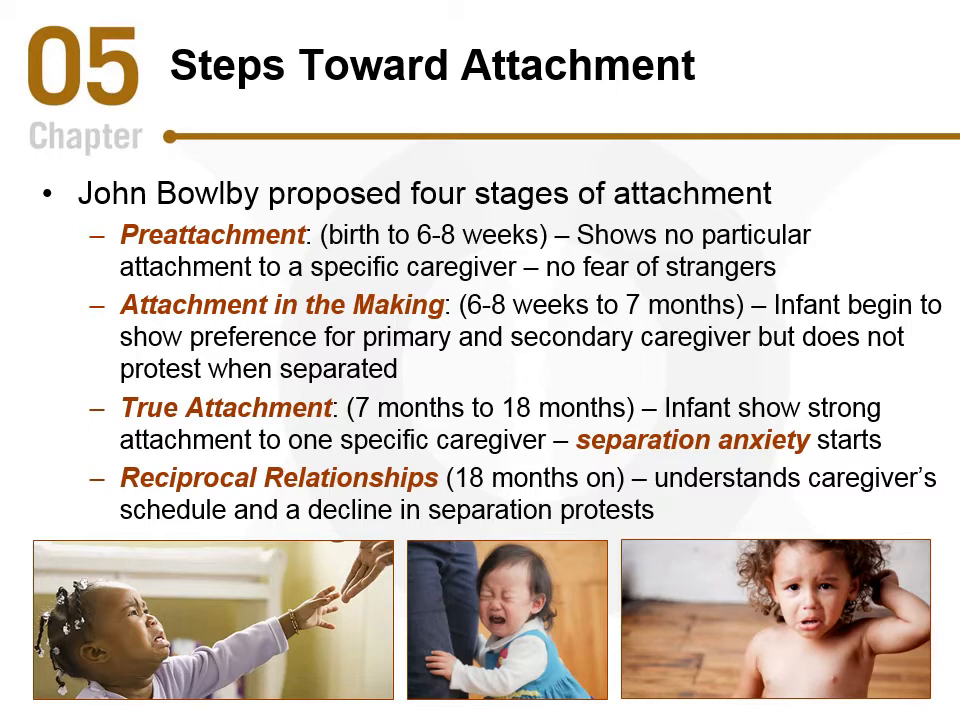 05
Chapter
Steps Toward Attachment
• John Bowlby proposed four stages of attachment
– Preattachment: (birth to 6-8 weeks) – Shows no particular
attachment to a specific caregiver – no fear of strangers
– Attachment in the Making: (6-8 weeks to 7 months) – Infant begin to
show preference for primary and secondary caregiver but does not
protest when separated
– True Attachment: (7 months to 18 months) – Infant show strong
attachment to one specific caregiver – separation anxiety starts
– Reciprocal Relationships (18 months on) – understands caregiver’s
schedule and a decline in separation protests